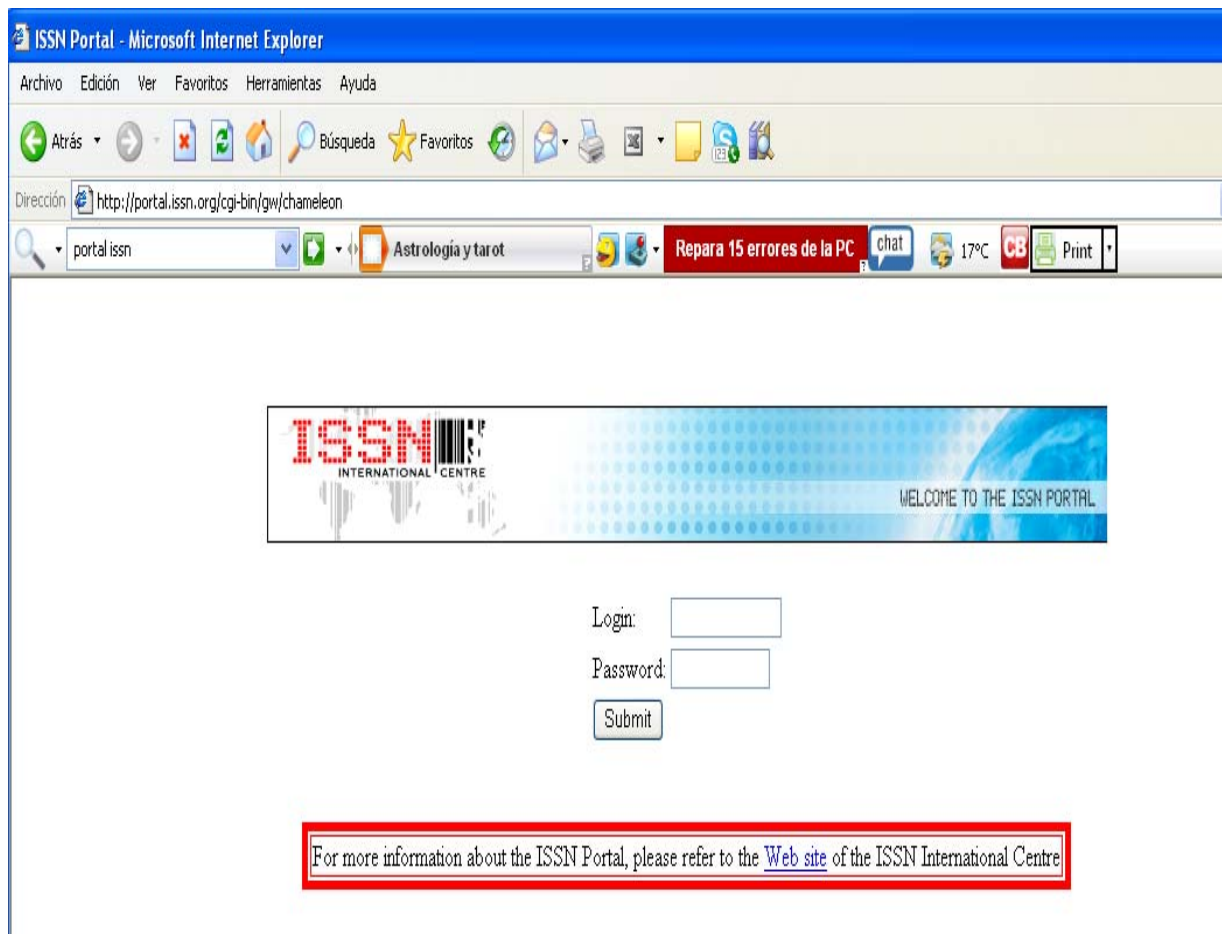 ISSN Portal - Microsoft Internet Explorer
Archivo Edición Ver Favoritos Herramientas Ayuda
Atrás Búsqueda Favoritos
Dirección http://portal.issn.org/cgi-bin/gw/chameleon
portal issn Astrología y tarot Repara 15 errores de la PC chat 17ºC CB Print
ISSN
INTERNATIONAL CENTRE
WELCOME TO THE ISSN PORTAL
Login:
Password:
Submit
For more information about the ISSN Portal, please refer to the Web site of the ISSN International Centre